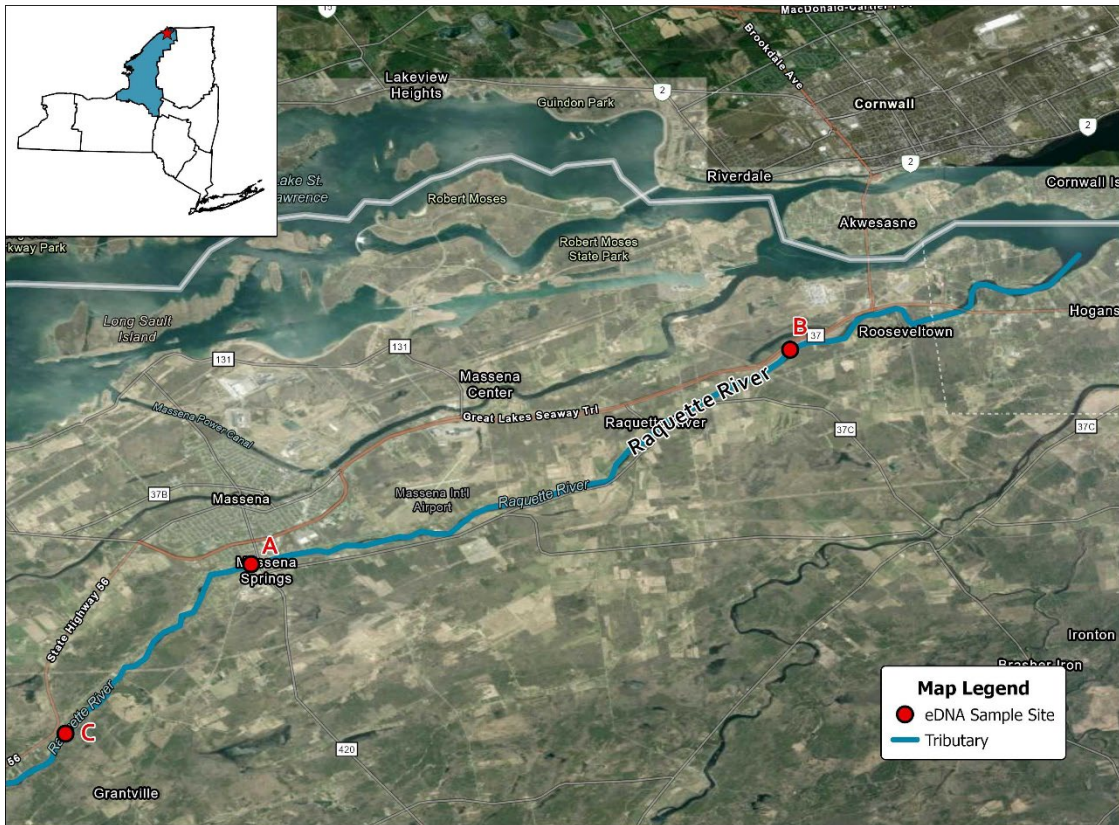 15
MacDonald-Cartier F
Brookdale Ave
Lakeview
Heights
Guindon Park
2
Cornwall
2
2
Riverdale
Lake St.
Lawrence
Robert Moses
Cornwall Is
Akwesasne
rkway Park
Robert Moses
State Park
Long Sault
Island
Hogans
B
37
Rooseveltown
131
131
Massena
Center
Great Lakes Seaway Trl
Raquette River
Raquette River
37C
37C
Massena Power Canal
37B
Massena
Massena Int'l
Airport
Raquette River
A
Massena
Springs
State Highway 56
Ironton
Brasher Iron
Map Legend
eDNA Sample Site
Tributary
Raquette River
C
56
420
Grantville